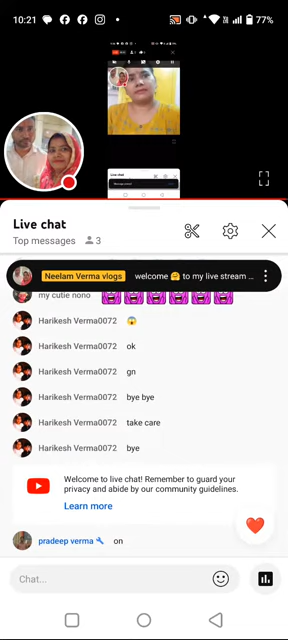 10:21
77%
Live chat
Top messages 3
Neelam Verma vlogs welcome 🤗 to my live stream ...
my cutie nono
Harikesh Verma0072 😱
Harikesh Verma0072 ok
Harikesh Verma0072 gn
Harikesh Verma0072 bye bye
Harikesh Verma0072 take care
Harikesh Verma0072 bye
Welcome to live chat! Remember to guard your
privacy and abide by our community guidelines.
Learn more
pradeep verma on
Chat...